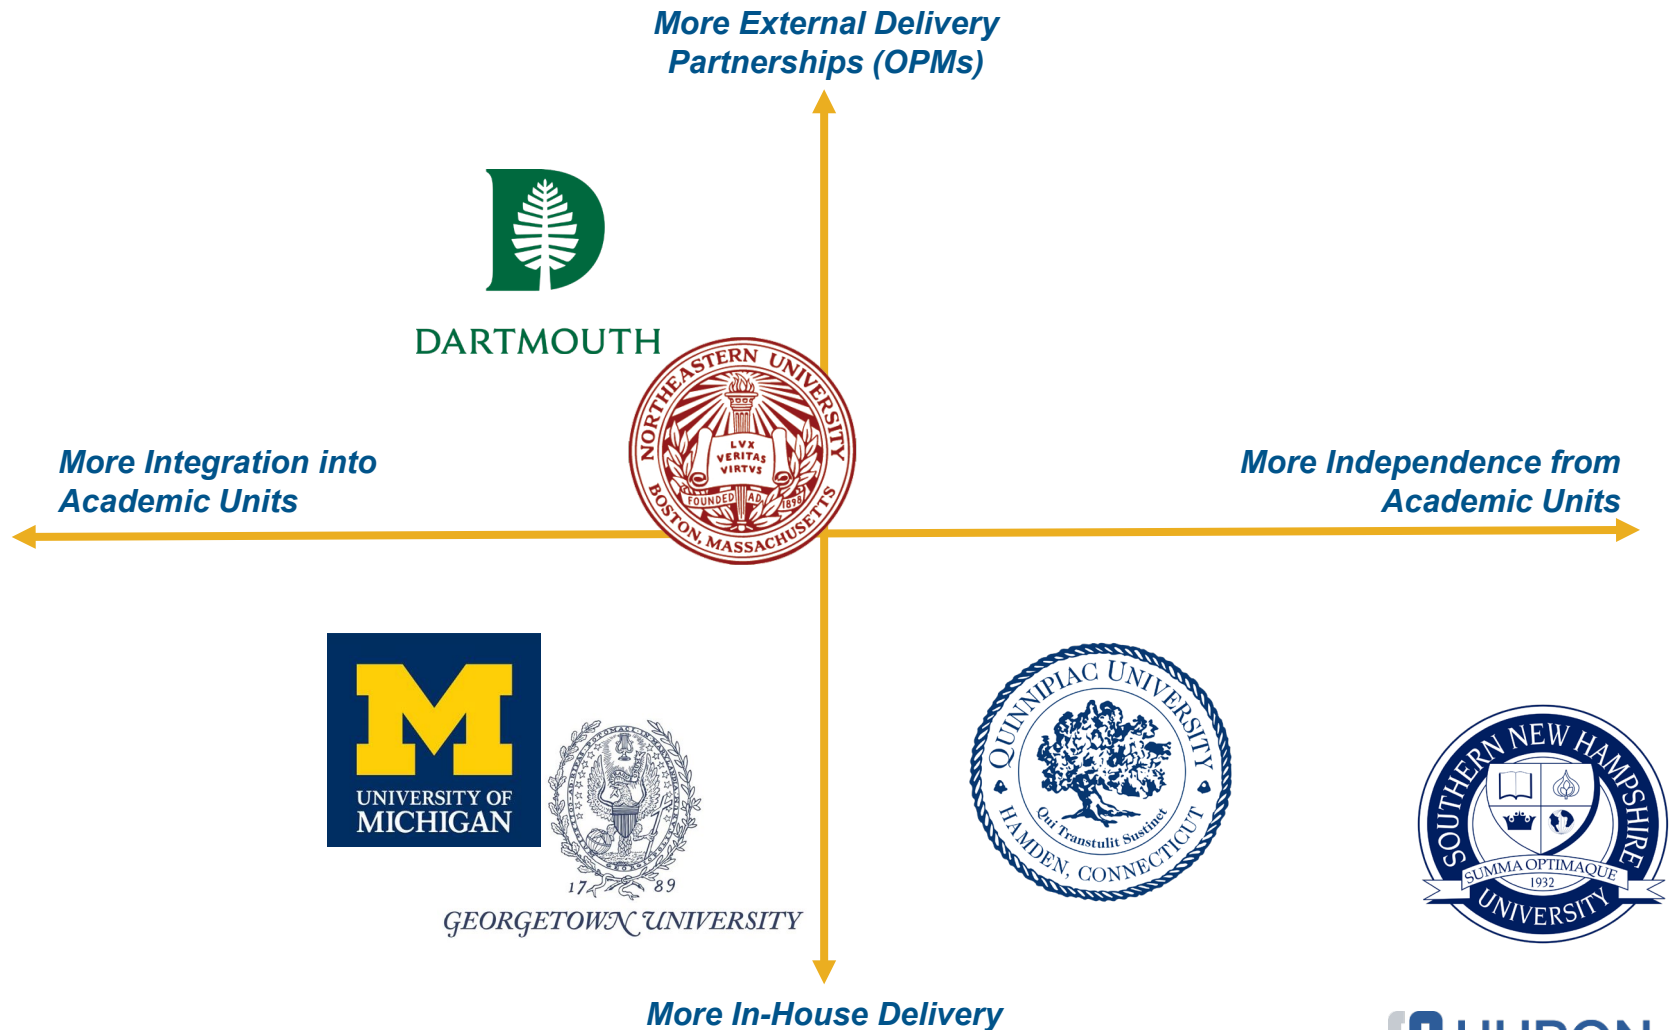 More External Delivery
Partnerships (OPMs)
DARTMOUTH
NORTHEASTERN UNIVERSITY
LVX
VERITAS
VIRTVS
FOUNDED AD 1898
BOSTON, MASSACHUSETTS
More Integration into
Academic Units
More Independence from
Academic Units
M
UNIVERSITY OF
MICHIGAN
17 89
GEORGETOWN UNIVERSITY
QUINNIPIAC UNIVERSITY
Qui Transtulit Sustinet
HAMDEN, CONNECTICUT
SOUTHERN NEW HAMPSHIRE
SUMMA OPTIMAQUE
1932
UNIVERSITY
More In-House Delivery
HURON